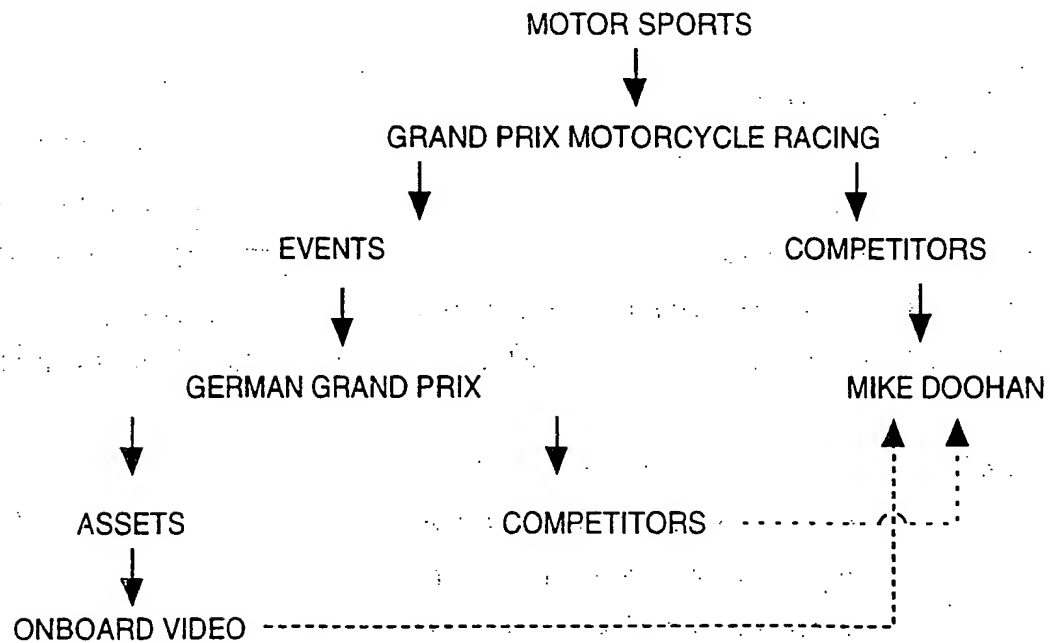 MOTOR SPORTS
GRAND PRIX MOTORCYCLE RACING
EVENTS
COMPETITORS
GERMAN GRAND PRIX
MIKE DOOHAN
ASSETS
COMPETITORS
ONBOARD VIDEO